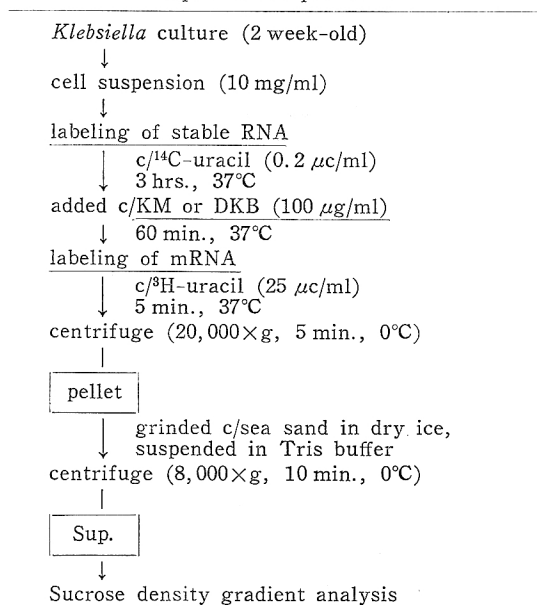 Klebsiella culture (2 week-old)
cell suspension (10 mg/ml)
labeling of stable RNA
c/¹⁴C-uracil (0.2 μc/ml)
3 hrs., 37℃
added c/KM or DKB (100 μg/ml)
60 min., 37℃
labeling of mRNA
c/³H-uracil (25 μc/ml)
5 min., 37℃
centrifuge (20,000×g, 5 min., 0℃)
pellet
grinded c/sea sand in dry ice,
suspended in Tris buffer
centrifuge (8,000×g, 10 min., 0℃)
Sup.
Sucrose density gradient analysis